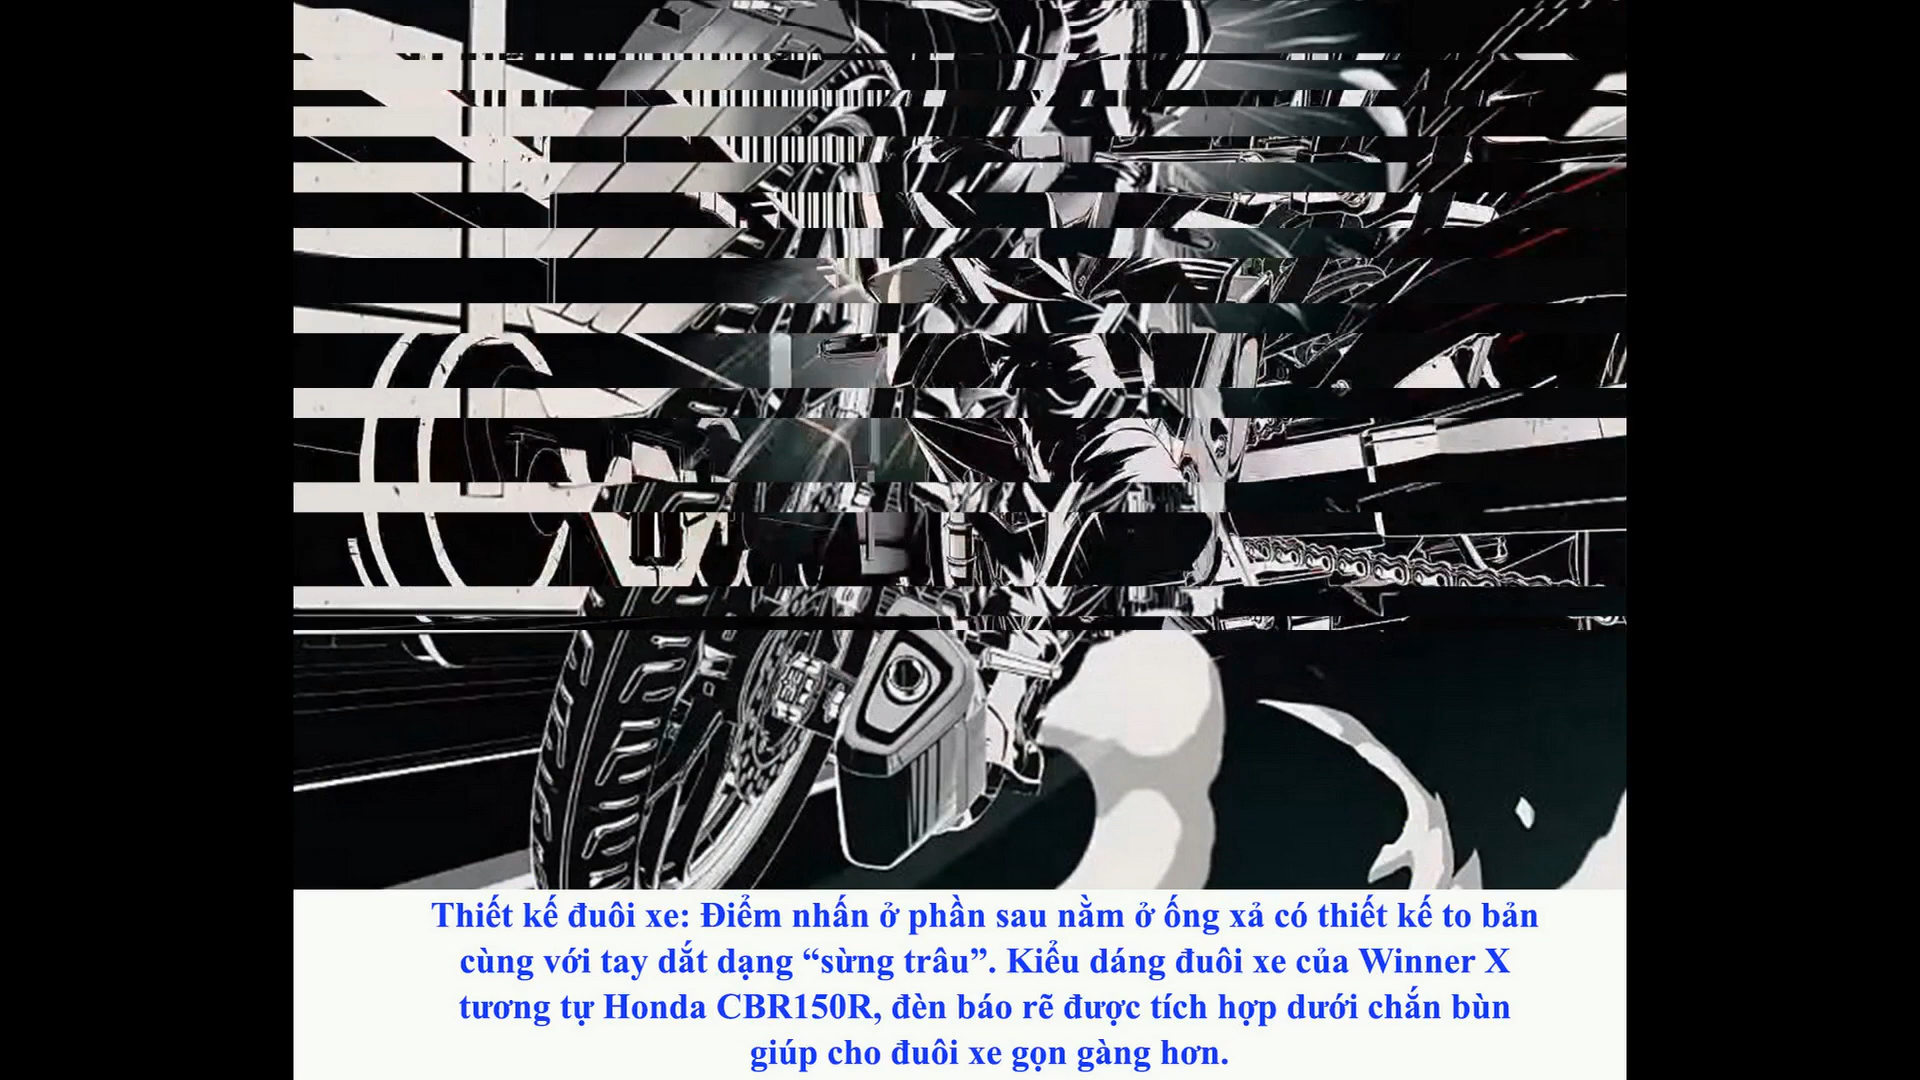 Thiết kế đuôi xe: Điểm nhấn ở phần sau nằm ở ống xả có thiết kế to bản
cùng với tay dắt dạng “sừng trâu”. Kiểu dáng đuôi xe của Winner X
tương tự Honda CBR150R, đèn báo rẽ được tích hợp dưới chắn bùn
giúp cho đuôi xe gọn gàng hơn.